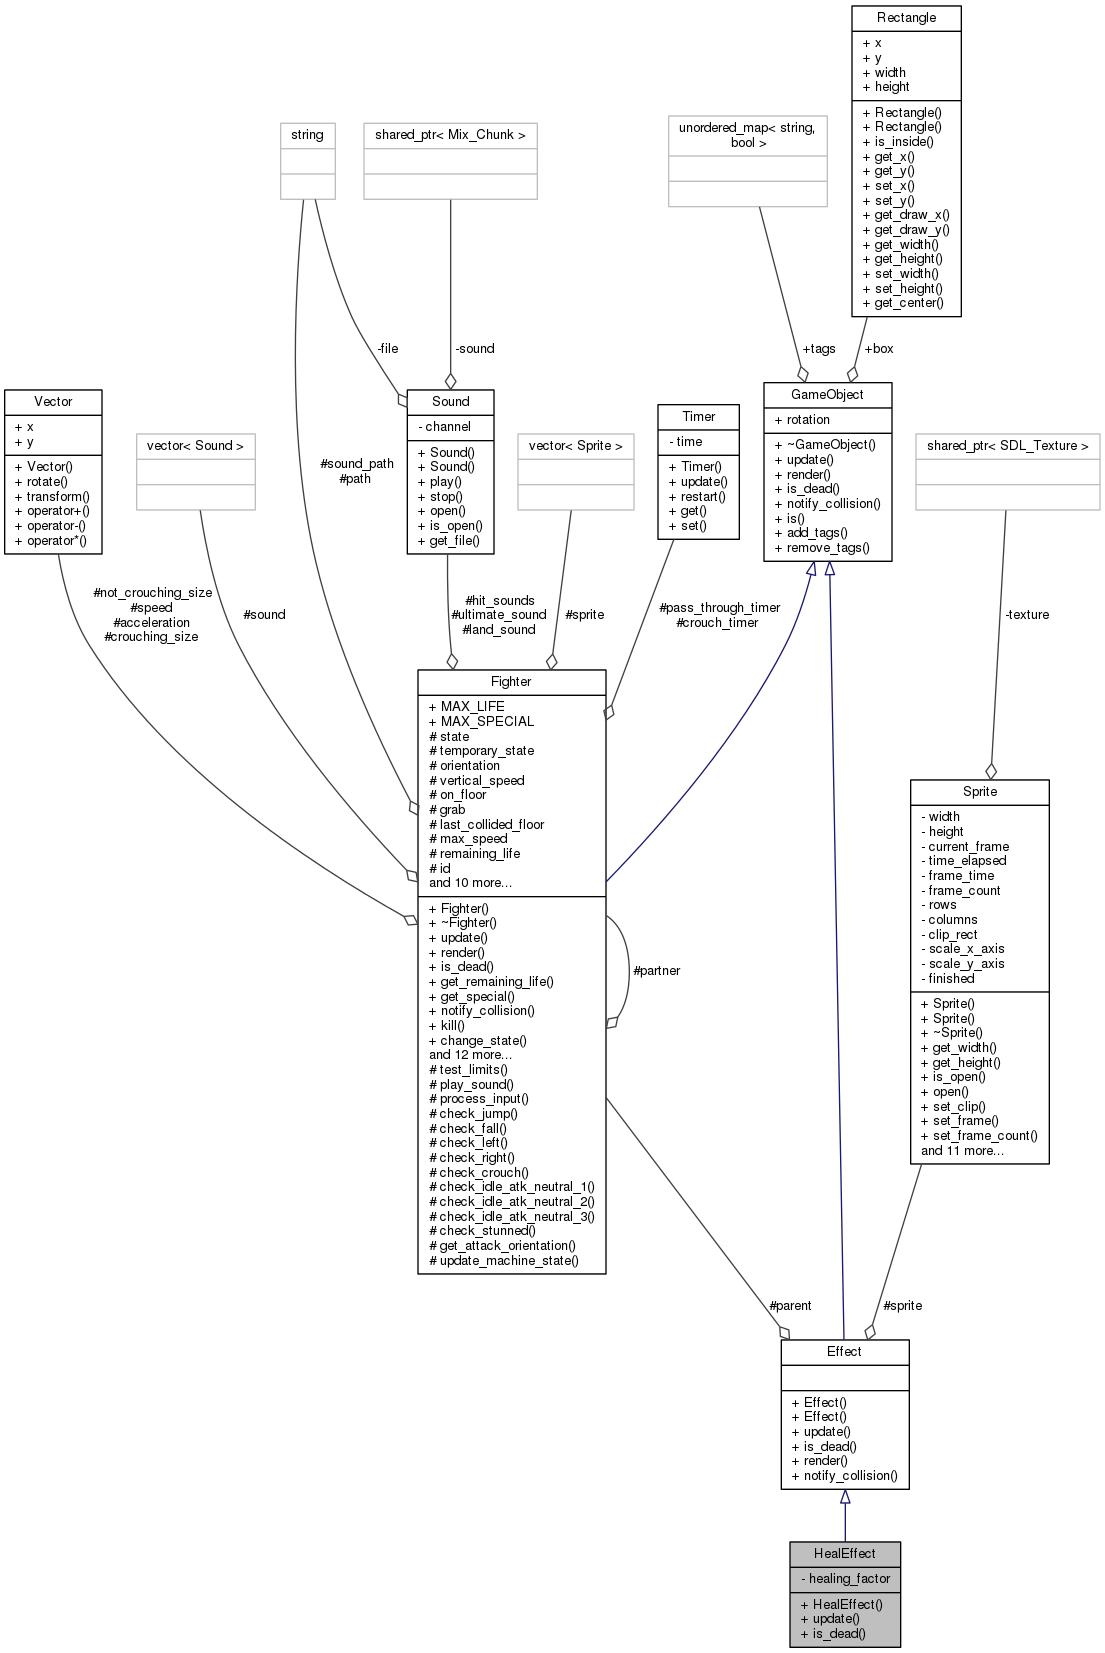 Rectangle
+ x
+ y
+ width
+ height
+ Rectangle()
+ Rectangle()
+ is_inside()
+ get_x()
+ get_y()
+ set_x()
+ set_y()
+ get_draw_x()
+ get_draw_y()
+ get_width()
+ get_height()
+ set_width()
+ set_height()
+ get_center()
string
shared_ptr< Mix_Chunk >
unordered_map< string,
bool >
-file
-sound
+tags
+box
Vector
+ x
+ y
+ Vector()
+ rotate()
+ transform()
+ operator+()
+ operator-()
+ operator*()
vector< Sound >
#sound_path
#path
Sound
- channel
+ Sound()
+ Sound()
+ play()
+ stop()
+ open()
+ is_open()
+ get_file()
vector< Sprite >
Timer
- time
+ Timer()
+ update()
+ restart()
+ get()
+ set()
GameObject
+ rotation
+ ~GameObject()
+ update()
+ render()
+ is_dead()
+ notify_collision()
+ is()
+ add_tags()
+ remove_tags()
shared_ptr< SDL_Texture >
#not_crouching_size
#speed
#acceleration
#crouching_size
#sound
#hit_sounds
#ultimate_sound
#land_sound
#sprite
#pass_through_timer
#crouch_timer
-texture
Fighter
+ MAX_LIFE
+ MAX_SPECIAL
# state
# temporary_state
# orientation
# vertical_speed
# on_floor
# grab
# last_collided_floor
# max_speed
# remaining_life
# id
and 10 more...
+ Fighter()
+ ~Fighter()
+ update()
+ render()
+ is_dead()
+ get_remaining_life()
+ get_special()
+ notify_collision()
+ kill()
+ change_state()
and 12 more...
# test_limits()
# play_sound()
# process_input()
# check_jump()
# check_fall()
# check_left()
# check_right()
# check_crouch()
# check_idle_atk_neutral_1()
# check_idle_atk_neutral_2()
# check_idle_atk_neutral_3()
# check_stunned()
# get_attack_orientation()
# update_machine_state()
#partner
Sprite
- width
- height
- current_frame
- time_elapsed
- frame_time
- frame_count
- rows
- columns
- clip_rect
- scale_x_axis
- scale_y_axis
- finished
+ Sprite()
+ Sprite()
+ ~Sprite()
+ get_width()
+ get_height()
+ is_open()
+ open()
+ set_clip()
+ set_frame()
+ set_frame_count()
and 11 more...
#parent
#sprite
Effect
+ Effect()
+ Effect()
+ update()
+ is_dead()
+ render()
+ notify_collision()
HealEffect
- healing_factor
+ HealEffect()
+ update()
+ is_dead()